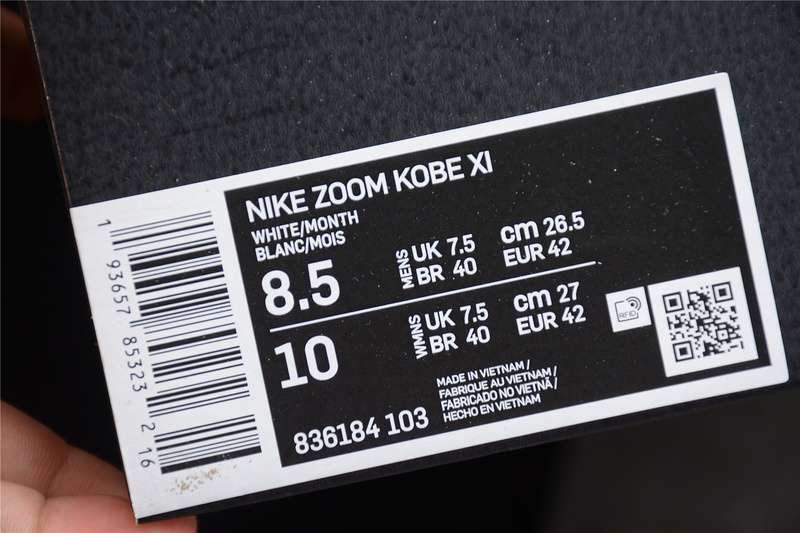 NIKE ZOOM KOBE XI
WHITE/MONTH
BLANC/MOIS
8.5
MENS
UK 7.5
BR 40
cm 26.5
EUR 42
10
WMNS
UK 7.5
BR 40
cm 27
EUR 42
RFID
836184 103
MADE IN VIETNAM /
FABRIQUE AU VIETNAM /
FABRICADO NO VIETNÃ /
HECHO EN VIETNAM
1 93657 85323 2 16